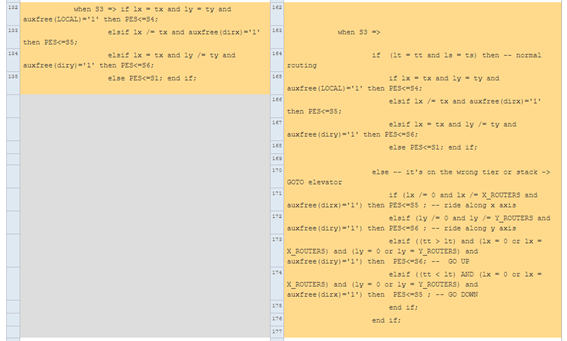 132 when S3 => if lx = tx and ly = ty and
auxfree(LOCAL)='1' then PES<=S4;
133 elsif lx /= tx and auxfree(dirx)='1'
then PES<=S5;
134 elsif lx = tx and ly /= ty and
auxfree(diry)='1' then PES<=S6;
135 else PES<=S1; end if;
162
163 when S3 =>
164 if (lt = tt and ls = ts) then -- normal
routing
165 if lx = tx and ly = ty and
auxfree(LOCAL)='1' then PES<=S4;
166 elsif lx /= tx and auxfree(dirx)='1'
then PES<=S5;
167 elsif lx = tx and ly /= ty and
auxfree(diry)='1' then PES<=S6;
168 else PES<=S1; end if;
169
170 else -- it's on the wrong tier or stack ->
GOTO elevator
171 if (lx /= 0 and lx /= X_ROUTERS and
auxfree(dirx)='1') then PES<=S5 ; -- ride along x axis
172 elsif (ly /= 0 and ly /= Y_ROUTERS and
auxfree(diry)='1') then PES<=S6 ; -- ride along y axis
173 elsif ((tt > lt) and (lx = 0 or lx =
X_ROUTERS) and (ly = 0 or ly = Y_ROUTERS) and
auxfree(diry)='1') then PES<=S6; -- GO UP
174 elsif ((tt < lt) AND (lx = 0 or lx =
X_ROUTERS) and (ly = 0 or ly = Y_ROUTERS) and
auxfree(dirx)='1') then PES<=S5 ; -- GO DOWN
175 end if;
176 end if;
177